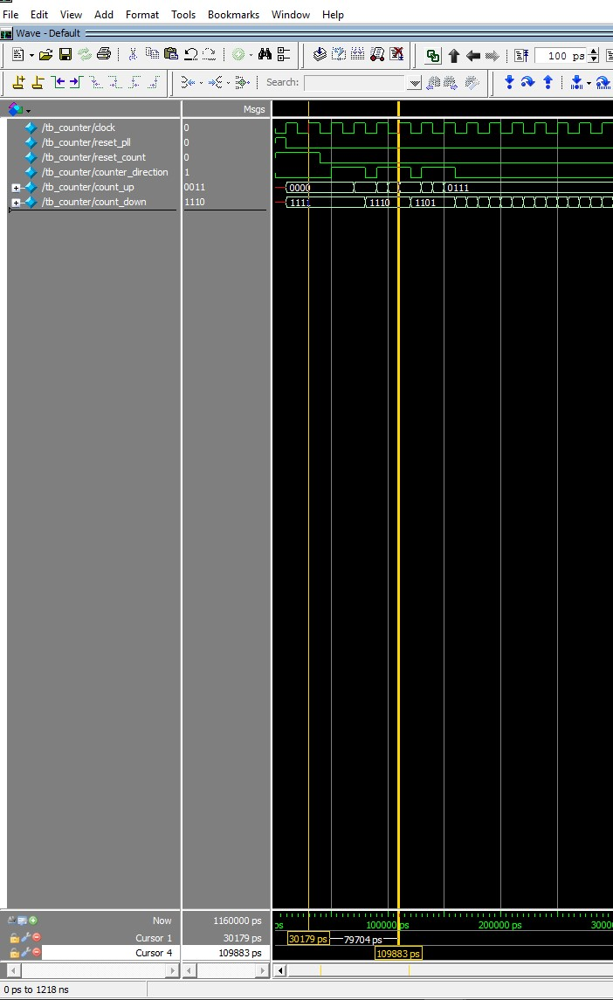 File Edit View Add Format Tools Bookmarks Window Help
Wave - Default
100 ps
Search:
Msgs
/tb_counter/clock 0
/tb_counter/reset_pll 0
/tb_counter/reset_count 0
/tb_counter/counter_direction 1
/tb_counter/count_up 0011 0000 0111
/tb_counter/count_down 1110 1111 1110 1101
Now 1160000 ps ps 100000 ps 200000 ps 30000
Cursor 1 30179 ps 30179 ps 79704 ps
Cursor 4 109883 ps 109883 ps
0 ps to 1218 ns